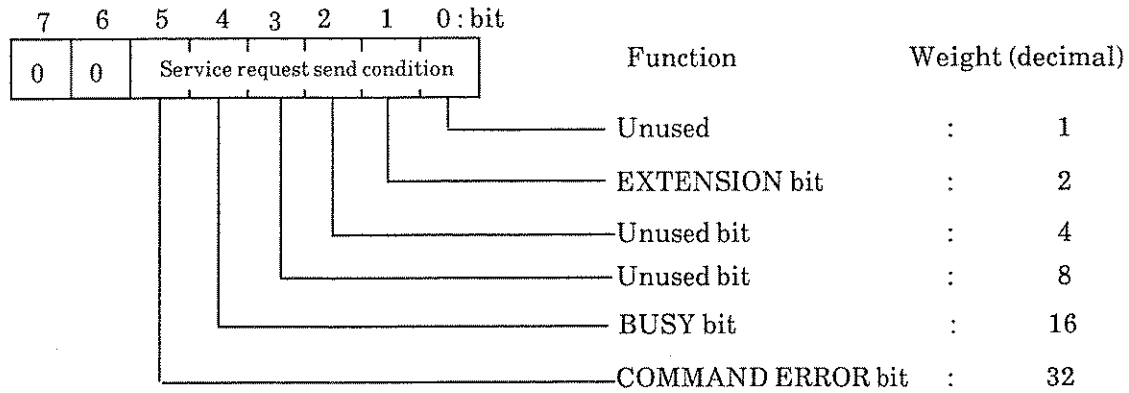 7 6 5 4 3 2 1 0 : bit
0 0 Service request send condition
Function Weight (decimal)
Unused : 1
EXTENSION bit : 2
Unused bit : 4
Unused bit : 8
BUSY bit : 16
COMMAND ERROR bit : 32